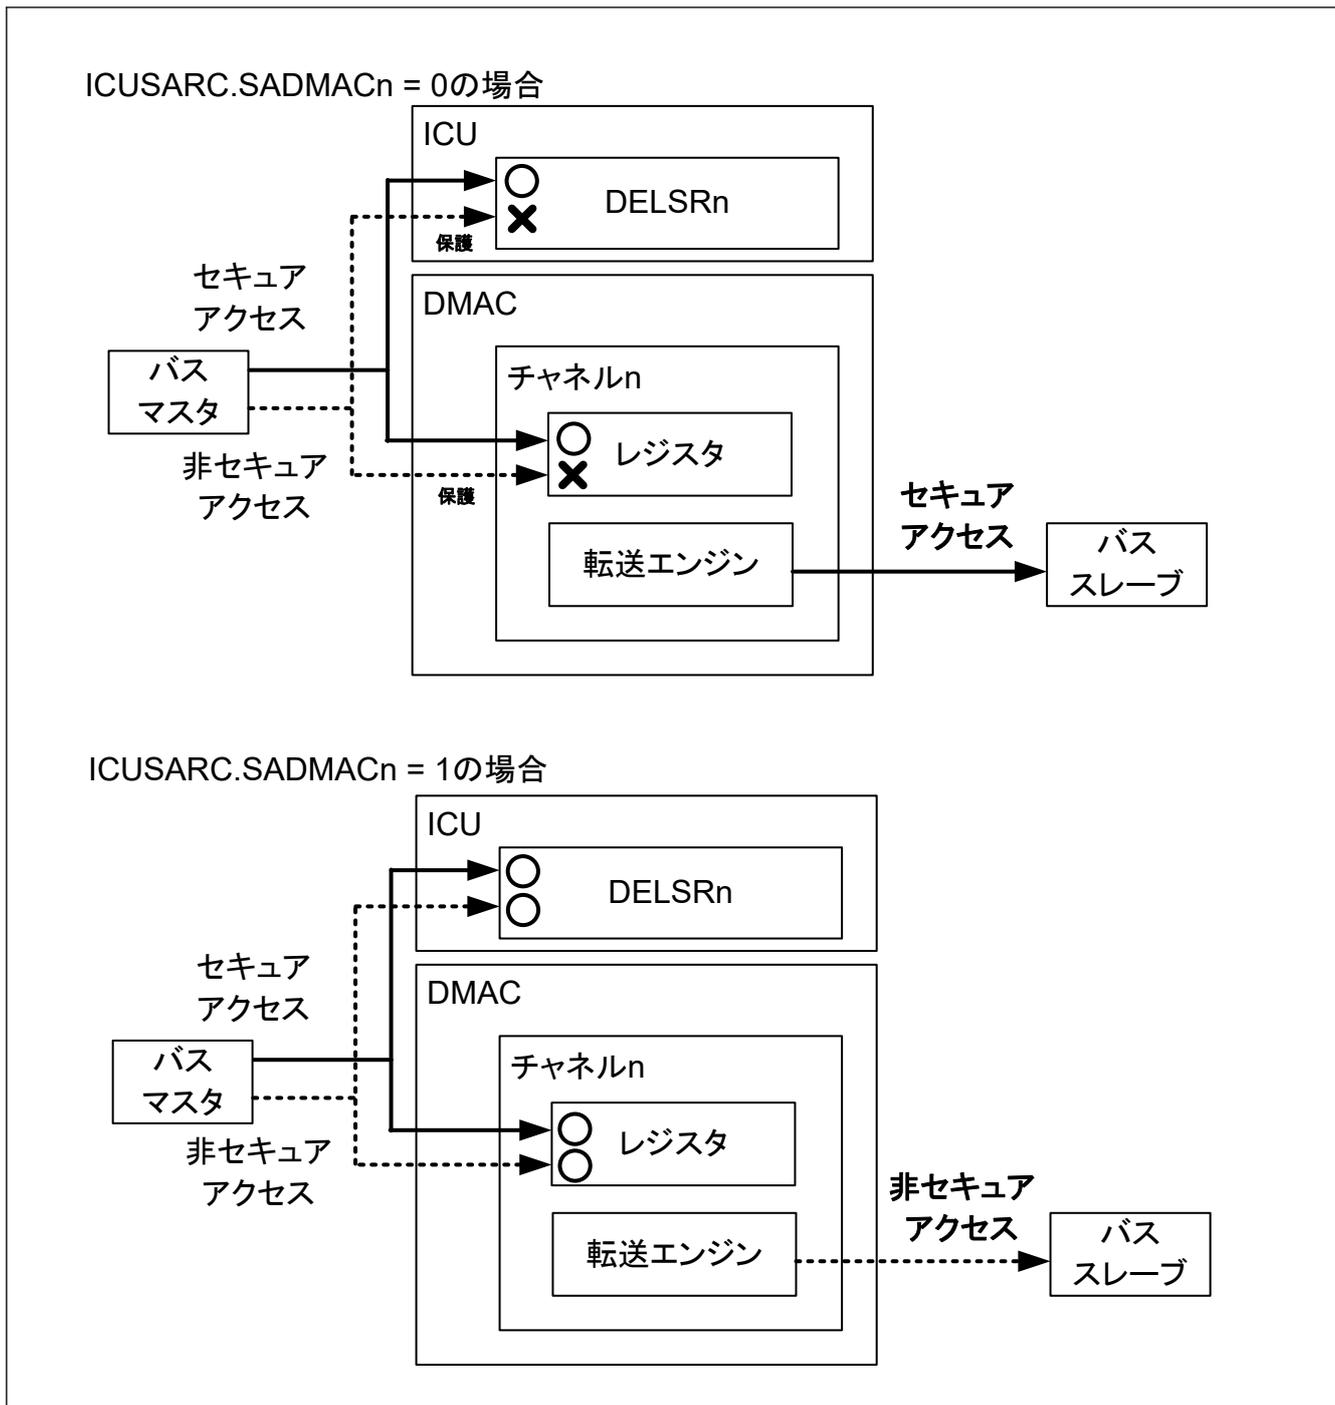 ICUSARC.SADMACn = 0の場合
ICU
DELSRn
保護
セキュア
アクセス
DMAC
チャネルn
バス
マスタ
レジスタ
非セキュア
アクセス
保護
セキュア
アクセス
転送エンジン
バス
スレーブ
ICUSARC.SADMACn = 1の場合
ICU
DELSRn
セキュア
アクセス
DMAC
バス
マスタ
チャネルn
レジスタ
非セキュア
アクセス
非セキュア
アクセス
転送エンジン
バス
スレーブ